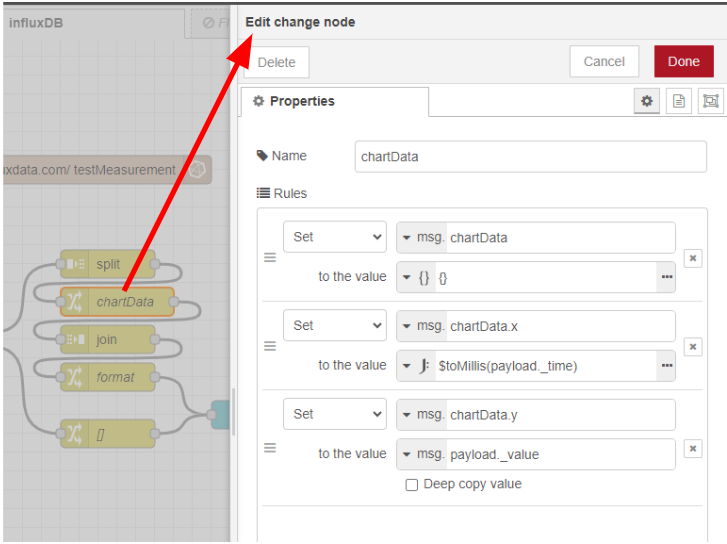 influxDB
Edit change node
Delete
Cancel
Done
Properties
Name
chartData
uxdata.com/ testMeasurement
Rules
Set
msg. chartData
to the value
{} {}
split
chartData
Set
msg. chartData.x
join
to the value
J: $toMillis(payload._time)
format
Set
msg. chartData.y
[]
to the value
msg. payload._value
Deep copy value